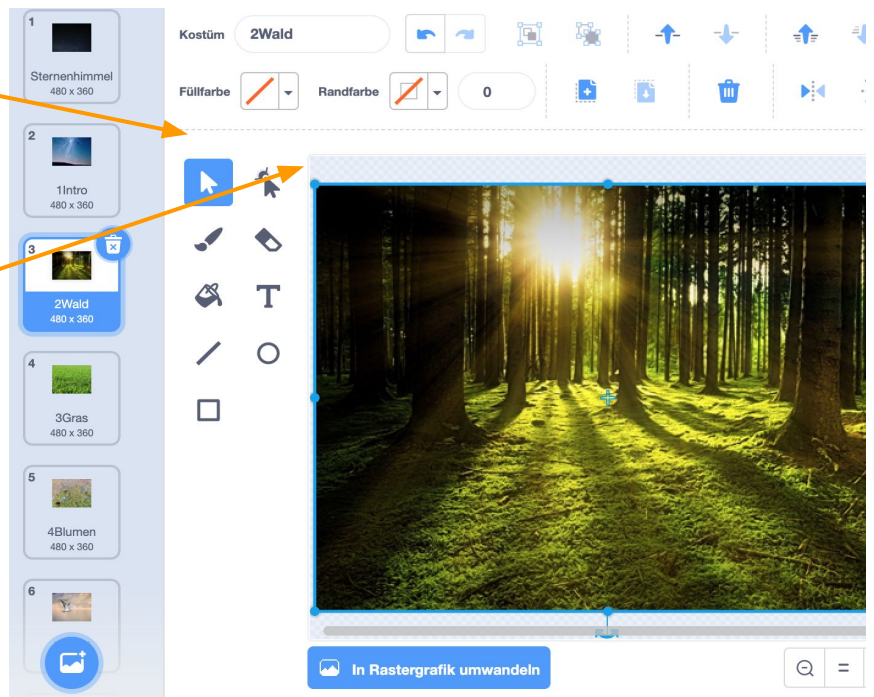 1
Sternenhimmel
480 x 360
2
1Intro
480 x 360
3
2Wald
480 x 360
4
3Gras
480 x 360
5
4Blumen
480 x 360
6
Kostüm 2Wald
Füllfarbe Randfarbe 0
T
In Rastergrafik umwandeln
=